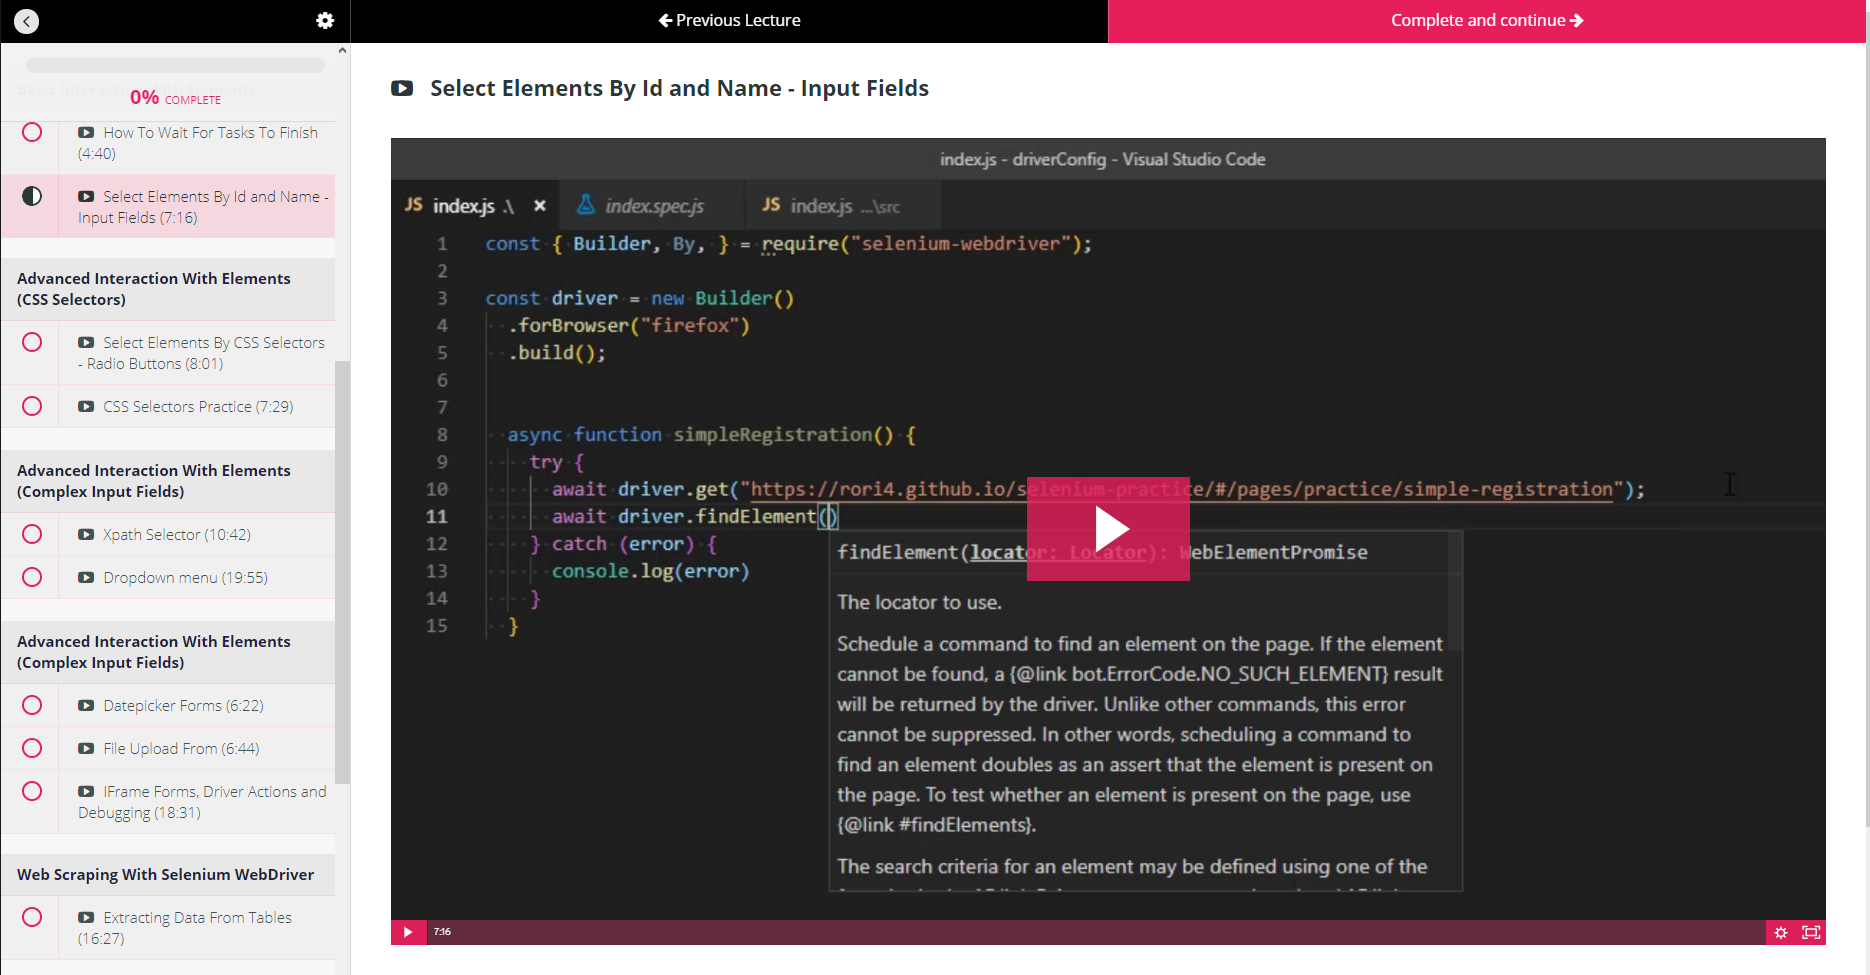 Previous Lecture
Complete and continue
Basic Interaction With Elements
0% COMPLETE
How To Wait For Tasks To Finish
(4:40)
Select Elements By Id and Name -
Input Fields (7:16)
Advanced Interaction With Elements
(CSS Selectors)
Select Elements By CSS Selectors
- Radio Buttons (8:01)
CSS Selectors Practice (7:29)
Advanced Interaction With Elements
(Complex Input Fields)
Xpath Selector (10:42)
Dropdown menu (19:55)
Advanced Interaction With Elements
(Complex Input Fields)
Datepicker Forms (6:22)
File Upload From (6:44)
IFrame Forms, Driver Actions and
Debugging (18:31)
Web Scraping With Selenium WebDriver
Extracting Data From Tables
(16:27)
Select Elements By Id and Name - Input Fields
index.js - driverConfig - Visual Studio Code
JS index.js .\ ×
index.spec.js
JS index.js ...\src
1 const { Builder, By, } = require("selenium-webdriver");
2
3 const driver = new Builder()
4 .forBrowser("firefox")
5 .build();
6
7
8 async function simpleRegistration() {
9 try {
10 await driver.get("https://rori4.github.io/selenium-practice/#/pages/practice/simple-registration");
11 await driver.findElement()
12 } catch (error) {
13 console.log(error)
14 }
15 }
findElement(locator: Locator): WebElementPromise
The locator to use.
Schedule a command to find an element on the page. If the element
cannot be found, a {@link bot.ErrorCode.NO_SUCH_ELEMENT} result
will be returned by the driver. Unlike other commands, this error
cannot be suppressed. In other words, scheduling a command to
find an element doubles as an assert that the element is present on
the page. To test whether an element is present on the page, use
{@link #findElements}.
The search criteria for an element may be defined using one of the
7:16